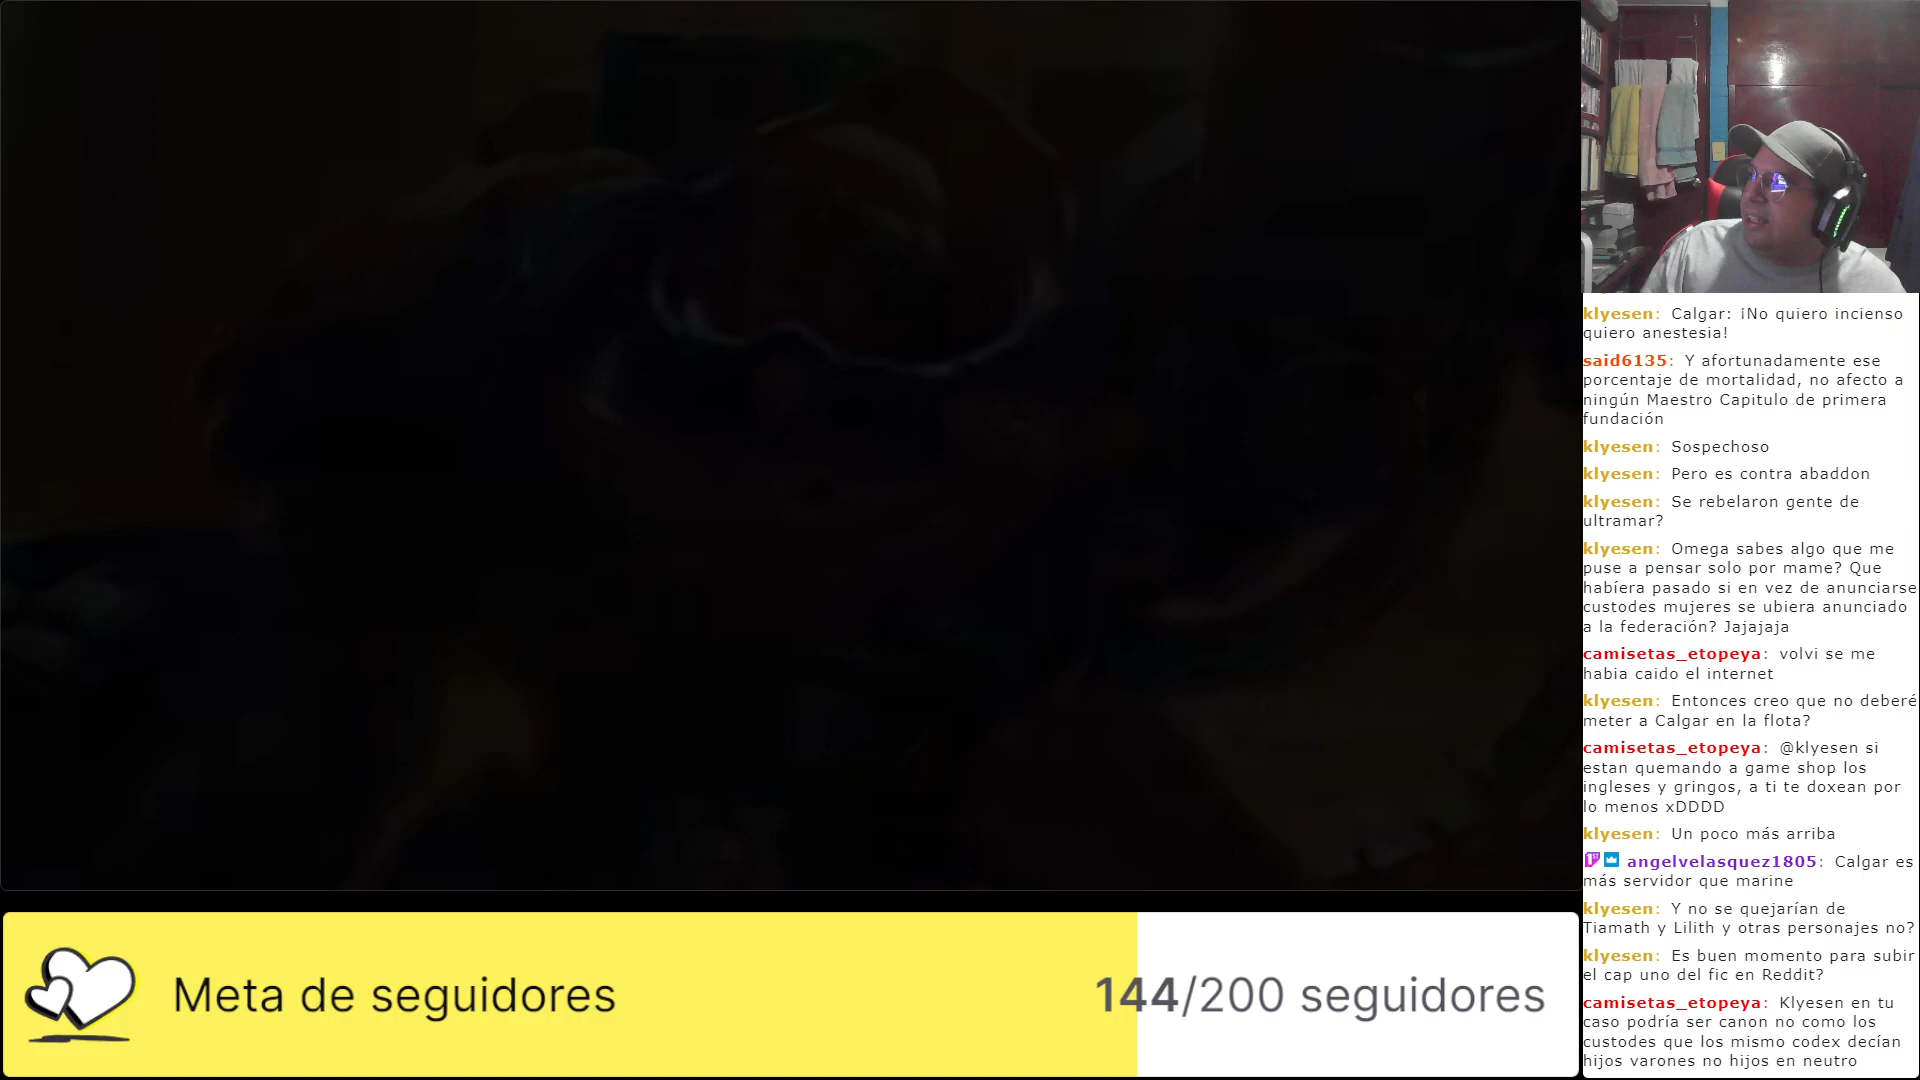 klyesen: Calgar: ¡No quiero incienso
quiero anestesia!
said6135: Y afortunadamente ese
porcentaje de mortalidad, no afecto a
ningún Maestro Capitulo de primera
fundación
klyesen: Sospechoso
klyesen: Pero es contra abaddon
klyesen: Se rebelaron gente de
ultramar?
klyesen: Omega sabes algo que me
puse a pensar solo por mame? Que
habíera pasado si en vez de anunciarse
custodes mujeres se ubiera anunciado
a la federación? Jajajaja
camisetas_etopeya: volvi se me
habia caido el internet
klyesen: Entonces creo que no deberé
meter a Calgar en la flota?
camisetas_etopeya: @klyesen si
estan quemando a game shop los
ingleses y gringos, a ti te doxean por
lo menos xDDDD
klyesen: Un poco más arriba
angelvelasquez1805: Calgar es
más servidor que marine
klyesen: Y no se quejarían de
Tiamath y Lilith y otras personajes no?
klyesen: Es buen momento para subir
el cap uno del fic en Reddit?
camisetas_etopeya: Klyesen en tu
caso podría ser canon no como los
custodes que los mismo codex decían
hijos varones no hijos en neutro
Meta de seguidores
144/200 seguidores